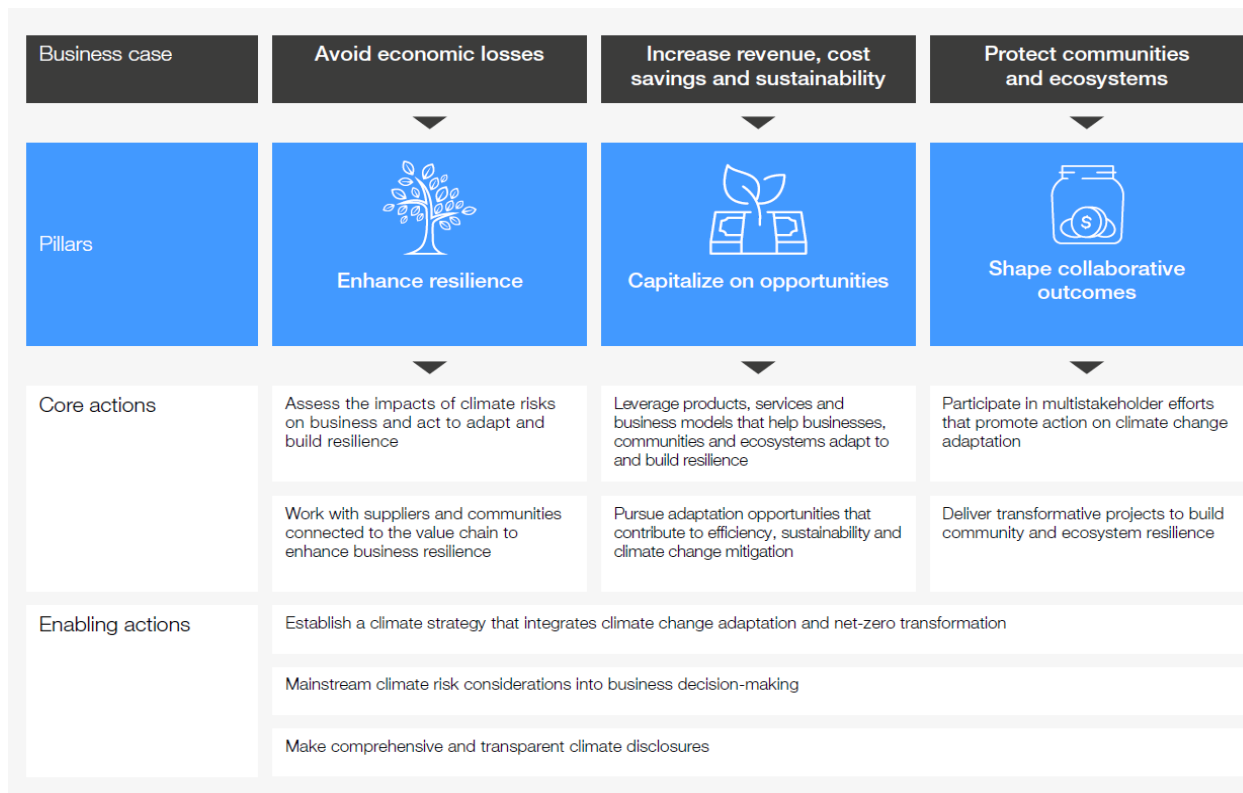 Business case
Avoid economic losses
Increase revenue, cost
savings and sustainability
Protect communities
and ecosystems
Pillars
Enhance resilience
Capitalize on opportunities
$
Shape collaborative
outcomes
Core actions
Assess the impacts of climate risks
on business and act to adapt and
build resilience
Leverage products, services and
business models that help businesses,
communities and ecosystems adapt to
and build resilience
Participate in multistakeholder efforts
that promote action on climate change
adaptation
Work with suppliers and communities
connected to the value chain to
enhance business resilience
Pursue adaptation opportunities that
contribute to efficiency, sustainability and
climate change mitigation
Deliver transformative projects to build
community and ecosystem resilience
Enabling actions
Establish a climate strategy that integrates climate change adaptation and net-zero transformation
Mainstream climate risk considerations into business decision-making
Make comprehensive and transparent climate disclosures